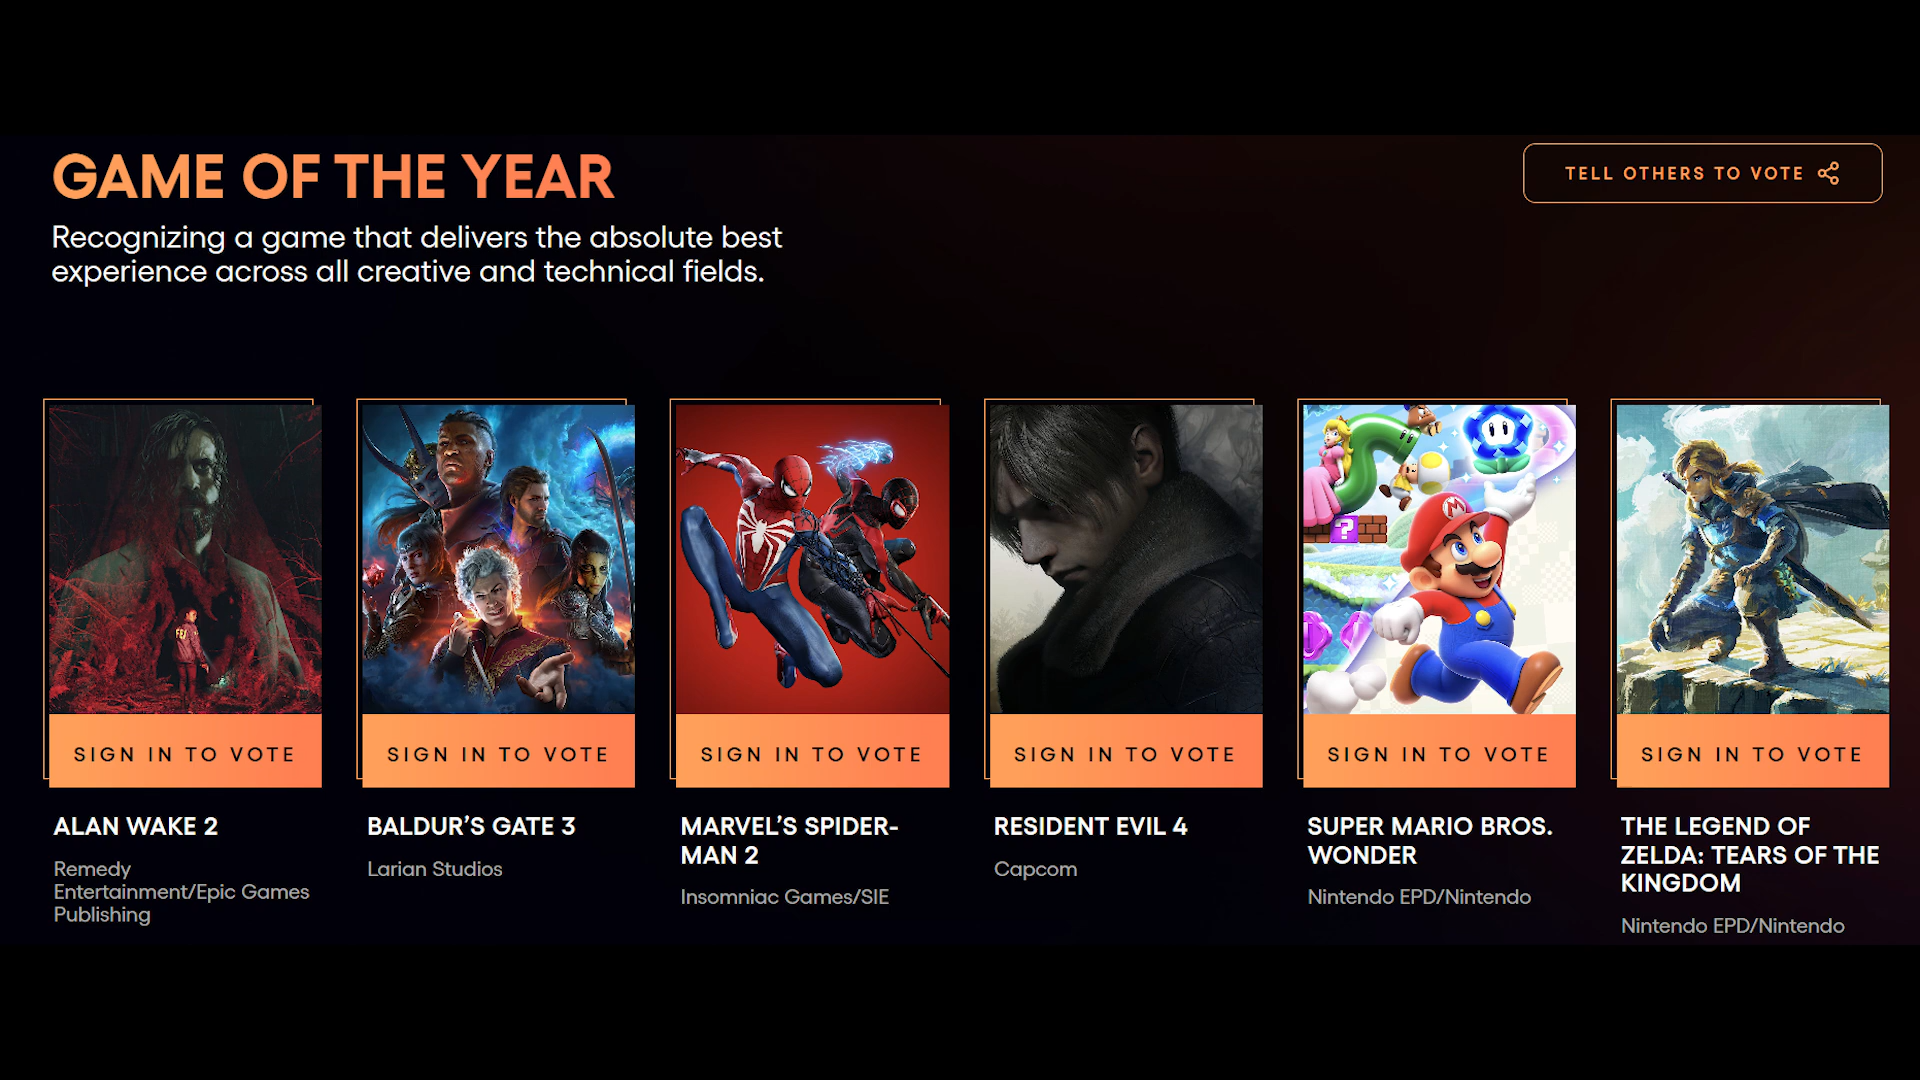 GAME OF THE YEAR
TELL OTHERS TO VOTE
Recognizing a game that delivers the absolute best
experience across all creative and technical fields.
FBI
?
M
SIGN IN TO VOTE
SIGN IN TO VOTE
SIGN IN TO VOTE
SIGN IN TO VOTE
SIGN IN TO VOTE
SIGN IN TO VOTE
ALAN WAKE 2
Remedy
Entertainment/Epic Games
Publishing
BALDUR’S GATE 3
Larian Studios
MARVEL’S SPIDER-
MAN 2
Insomniac Games/SIE
RESIDENT EVIL 4
Capcom
SUPER MARIO BROS.
WONDER
Nintendo EPD/Nintendo
THE LEGEND OF
ZELDA: TEARS OF THE
KINGDOM
Nintendo EPD/Nintendo